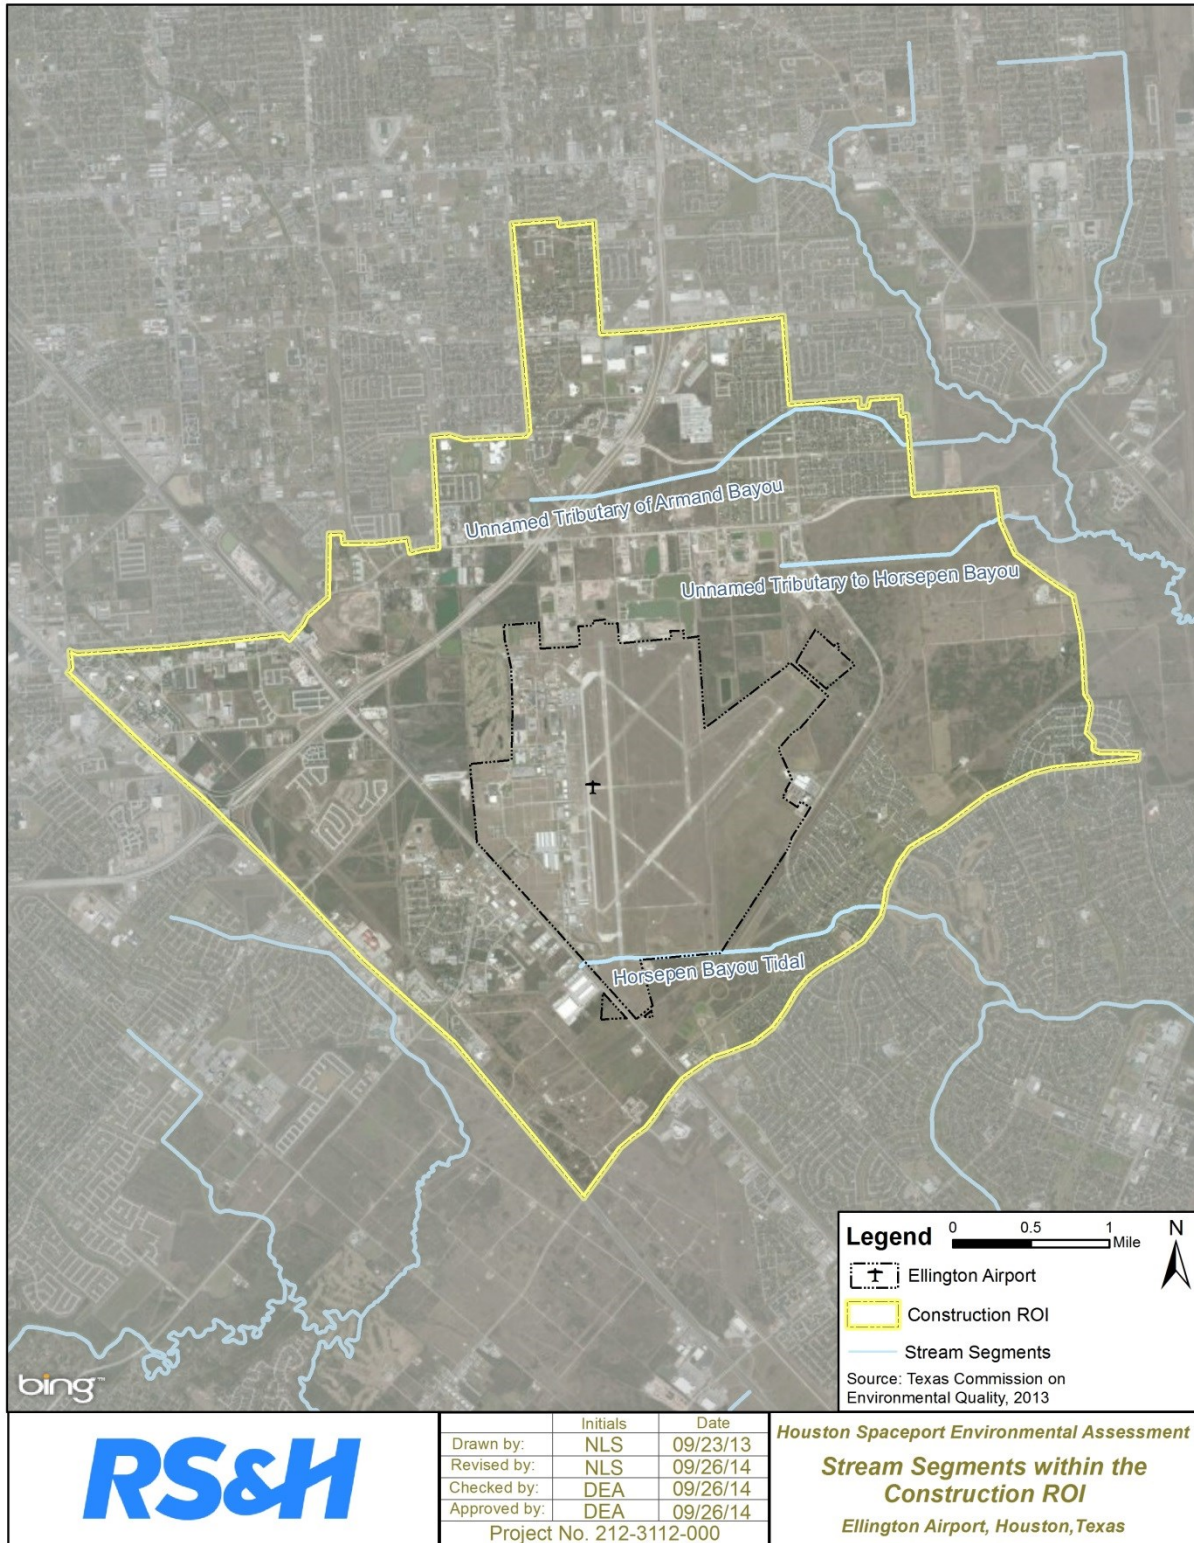 Unnamed Tributary of Armand Bayou
Unnamed Tributary to Horsepen Bayou
Horsepen Bayou Tidal
Legend
0 0.5 1
Mile
N
Ellington Airport
Construction ROI
Stream Segments
Source: Texas Commission on
Environmental Quality, 2013
bing™
RS&H
Initials Date
Drawn by: NLS 09/23/13
Revised by: NLS 09/26/14
Checked by: DEA 09/26/14
Approved by: DEA 09/26/14
Project No. 212-3112-000
Houston Spaceport Environmental Assessment
Stream Segments within the
Construction ROI
Ellington Airport, Houston,Texas